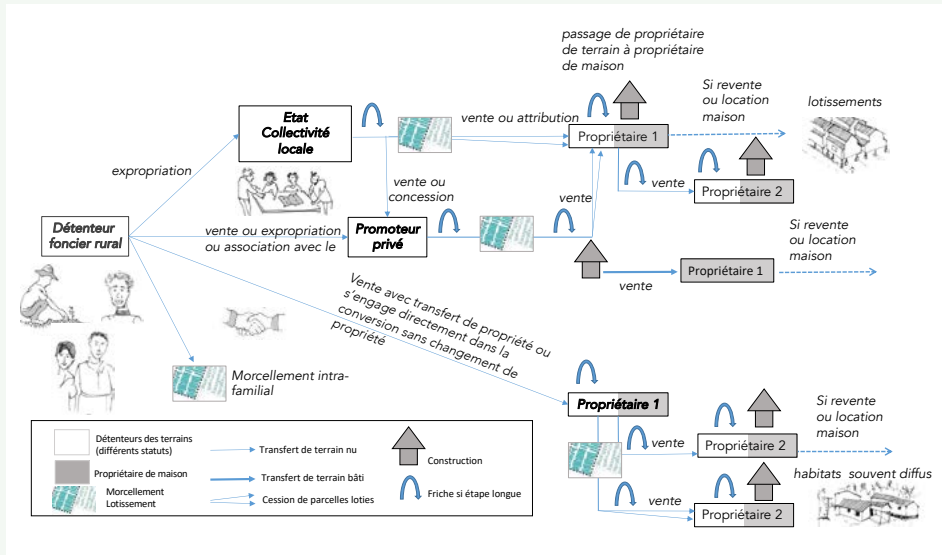 passage de propriétaire
de terrain à propriétaire
de maison
Si revente
ou location
maison
lotissements
Etat
Collectivité
locale
vente ou attribution
Propriétaire 1
expropriation
vente
Propriétaire 2
vente ou
concession
vente
Détenteur
foncier rural
vente ou expropriation
ou association avec le
Promoteur
privé
Si revente
ou location
maison
Propriétaire 1
vente
Vente avec transfert de propriété ou
s'engage directement dans la
conversion sans changement de
propriété
Morcellement intra-
familial
Propriétaire 1
Si revente
ou location
maison
vente
Propriétaire 2
habitats souvent diffus
vente
Propriétaire 2
Détenteurs des terrains
(différents statuts)
Propriétaire de maison
Morcellement
Lotissement
Transfert de terrain nu
Transfert de terrain bâti
Cession de parcelles loties
Construction
Friche si étape longue